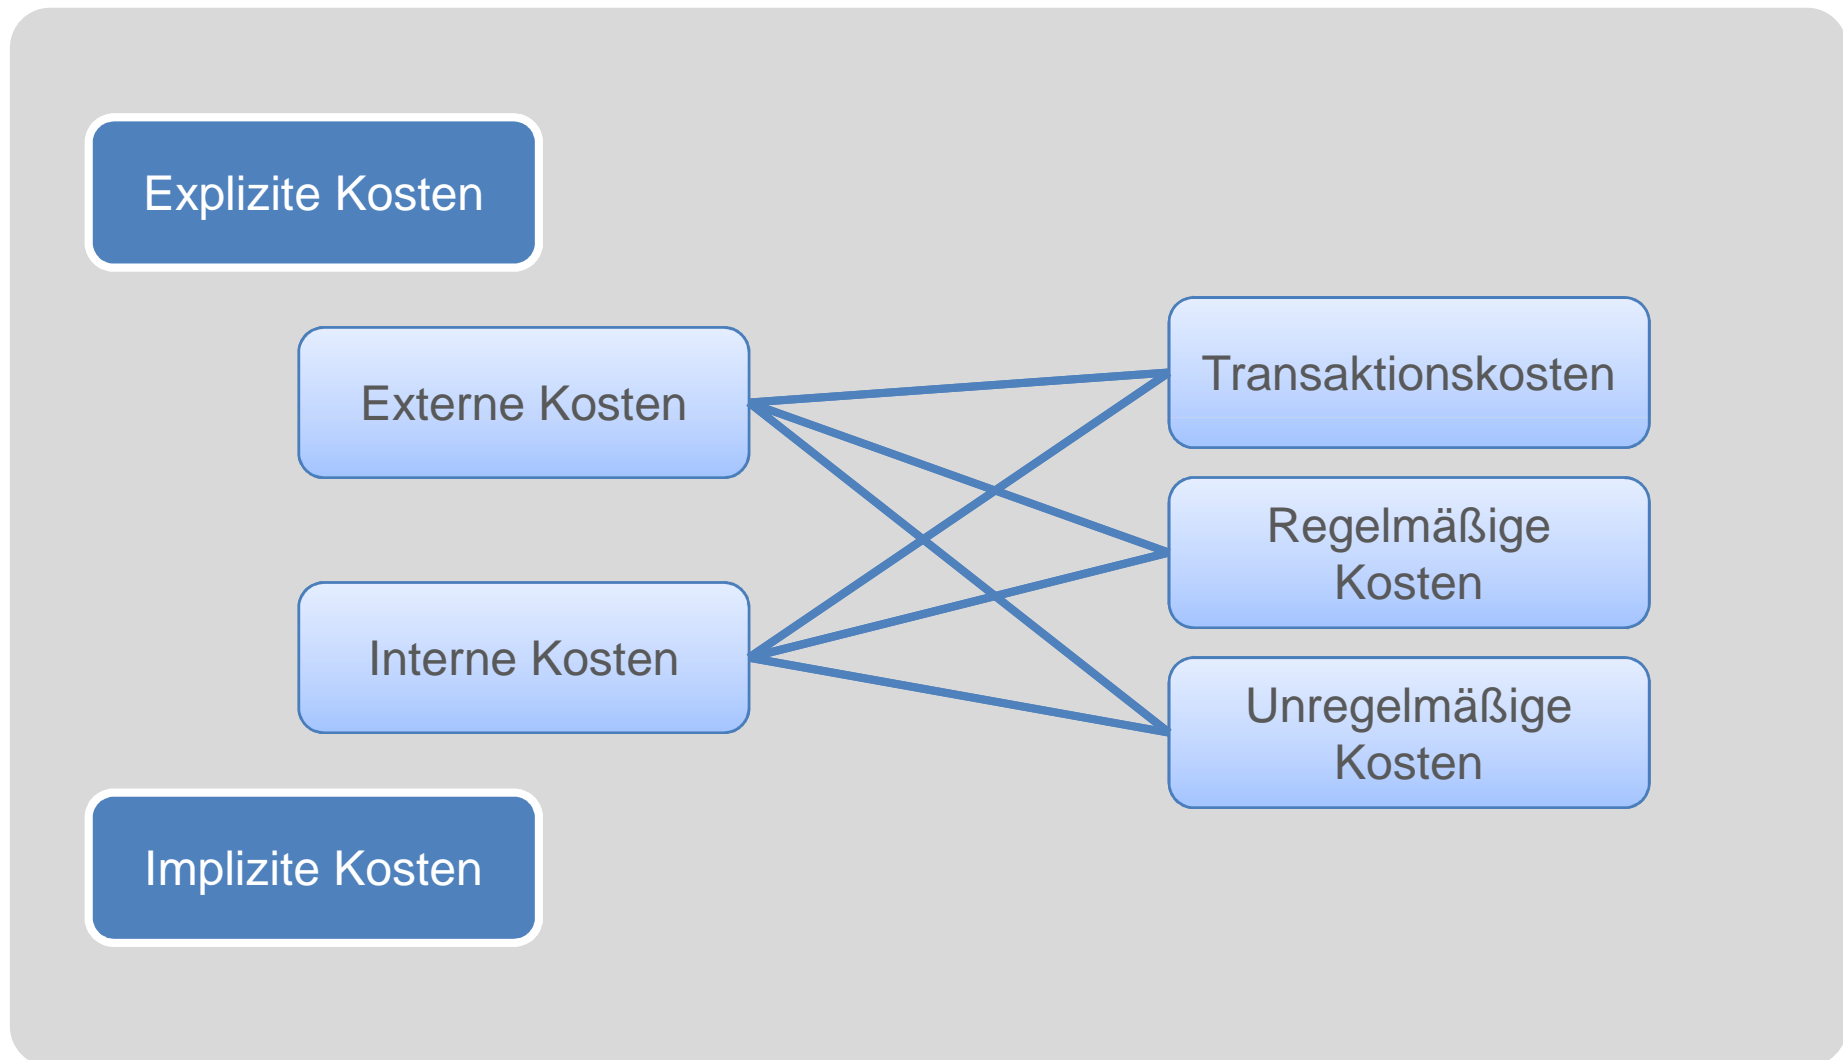 Explizite Kosten
Externe Kosten
Interne Kosten
Implizite Kosten
Transaktionskosten
Regelmäßige
Kosten
Unregelmäßige
Kosten